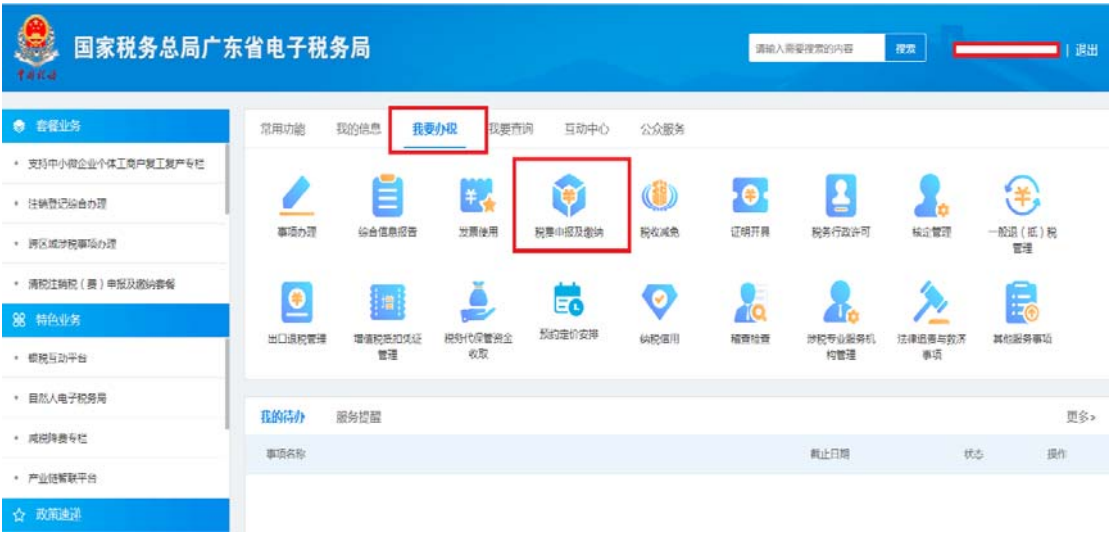 国家税务总局广东省电子税务局
请输入需要搜索的内容
搜索
| 退出
套餐业务
常用功能
我的信息
我要办税
我要查询
互动中心
公众服务
支持中小微企业个体工商户复工复产专栏
注销登记综合办理
跨区域涉税事项办理
清税注销税（费）申报及缴纳套餐
事项办理
综合信息报告
发票使用
税费申报及缴纳
税收减免
证明开具
税务行政许可
核定管理
一般退（抵）税
管理
特色业务
出口退税管理
增值税抵扣凭证
管理
税务代保管资金
收取
预约定价安排
纳税信用
稽查检查
涉税专业服务机
构管理
法律追责与救济
事项
其他服务事项
银税互动平台
自然人电子税务局
减税降费专栏
产业链智联平台
政策速递
我的待办
服务提醒
更多>
事项名称
截止日期
状态
操作